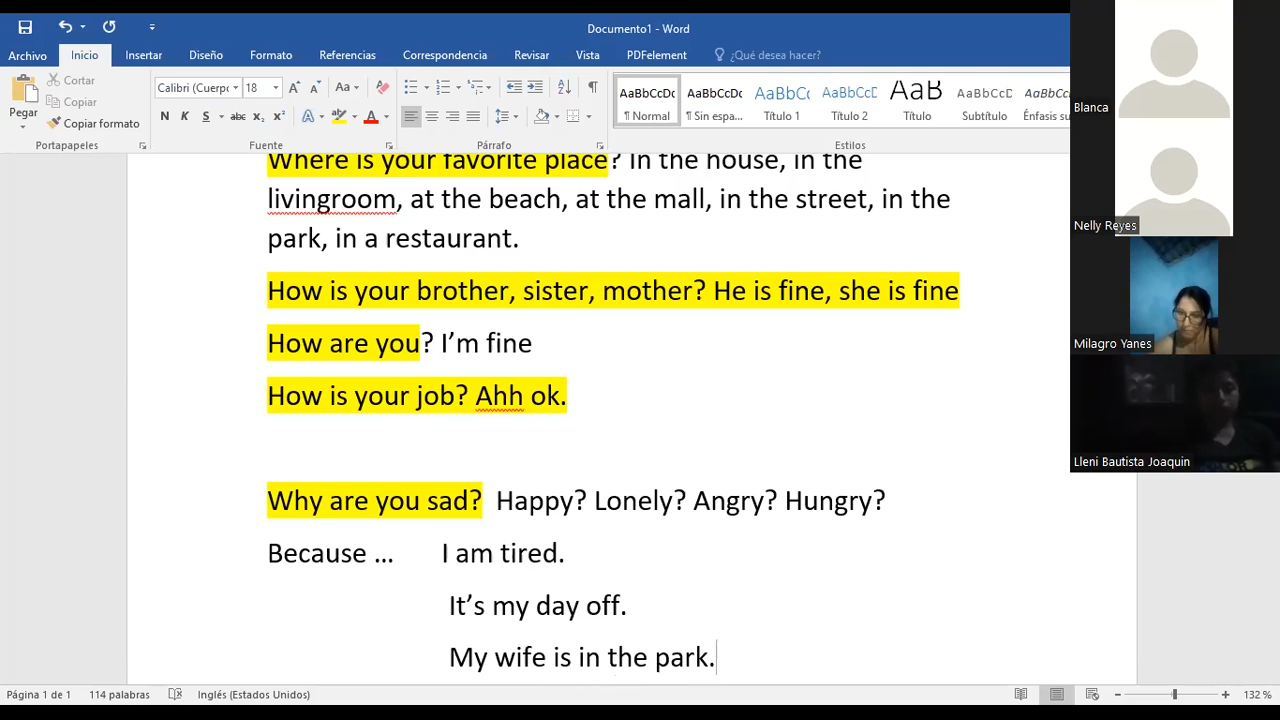 Documento1 - Word
Archivo Inicio Insertar Diseño Formato Referencias Correspondencia Revisar Vista PDFelement ¿Qué desea hacer?
Pegar
Cortar
Copiar
Copiar formato
Portapapeles
Calibri (Cuerpo 18
N K S abc x₂ x²
Fuente
Párrafo
AaBbCcDc AaBbCcDc AaBbCc AaBbCcD AaB AaBbCcD AaBbCcDc
¶ Normal ¶ Sin espa... Título 1 Título 2 Título Subtítulo Énfasis sut
Estilos
Where is your favorite place? In the house, in the
livingroom, at the beach, at the mall, in the street, in the
park, in a restaurant.
How is your brother, sister, mother? He is fine, she is fine
How are you? I’m fine
How is your job? Ahh ok.
Why are you sad? Happy? Lonely? Angry? Hungry?
Because … I am tired.
It’s my day off.
My wife is in the park.
Página 1 de 1 114 palabras Inglés (Estados Unidos) 132 %
Blanca
Nelly Reyes
Milagro Yanes
Lleni Bautista Joaquin